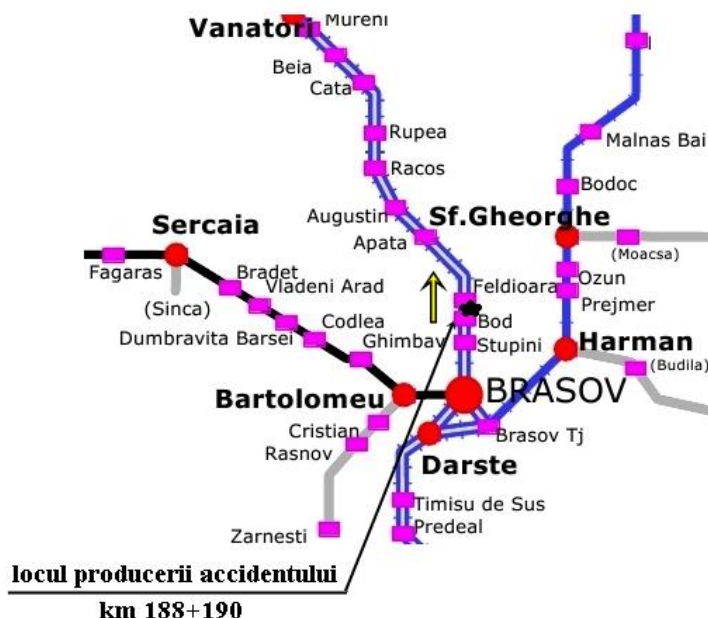 Mureni
Vanatori
Beia
Cata
Rupea
Malnas Bai
Racos
Bodoc
Augustin
Sf.Gheorghe
Sercaia
Apata
(Moacsa)
Fagaras
Bradet
Ozun
Vladeni Arad
Feldioara
Prejmer
(Sinca)
Codlea
Bod
Dumbravita Barsei
Ghimbav
Stupini
Harman
(Budila)
Bartolomeu
BRASOV
Cristian
Brasov Tj
Rasnov
Darste
Timisu de Sus
Zarnesti
Predeal
locul producerii accidentului
km 188+190